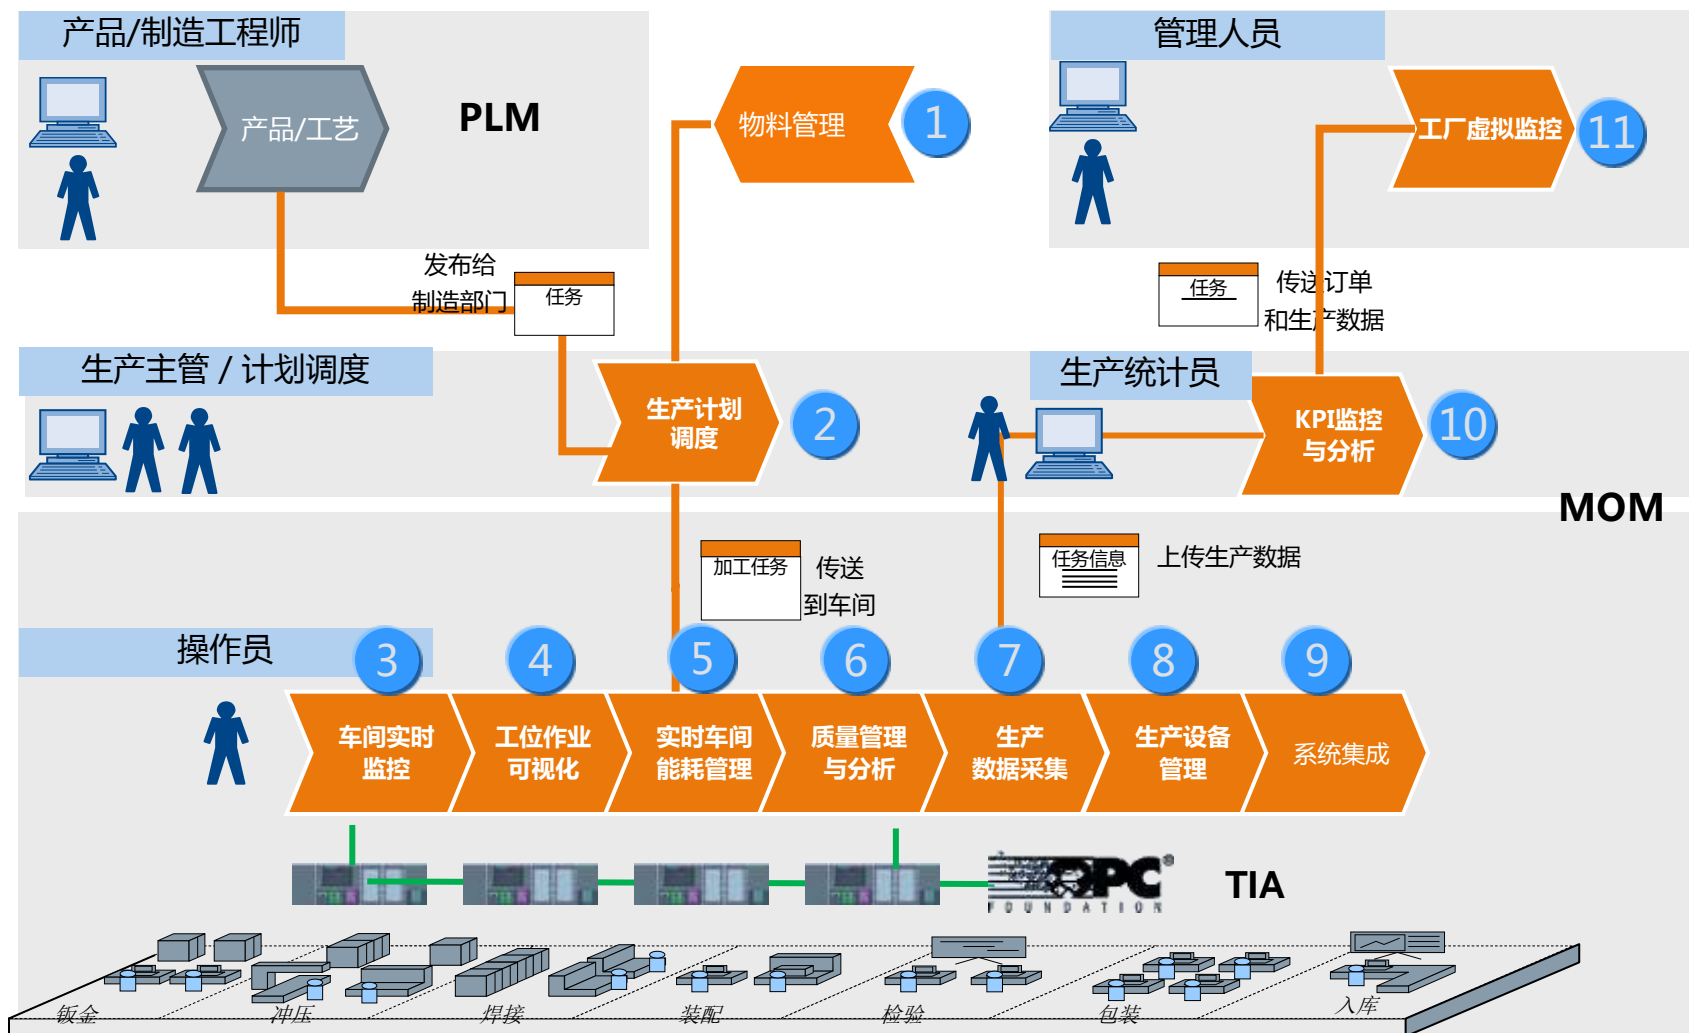 产品/制造工程师
产品/工艺
PLM
物料管理
1
管理人员
工厂虚拟监控
11
发布给
制造部门
任务
任务
传送订单
和生产数据
生产主管 / 计划调度
生产计划
调度
2
生产统计员
KPI监控
与分析
10
MOM
加工任务
传送
到车间
任务信息
上传生产数据
操作员
3
4
5
6
7
8
9
车间实时
监控
工位作业
可视化
实时车间
能耗管理
质量管理
与分析
生产
数据采集
生产设备
管理
系统集成
OPC®
FOUNDATION
TIA
钣金
冲压
焊接
装配
检验
包装
入库